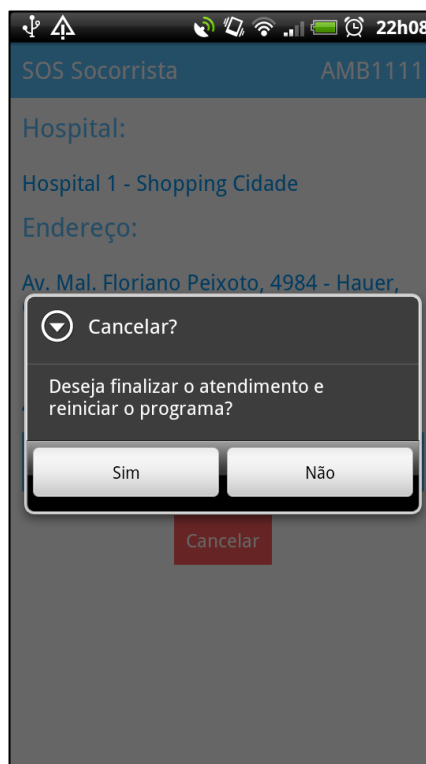 22h08
SOS Socorrista AMB1111
Hospital:
Hospital 1 - Shopping Cidade
Endereço:
Av. Mal. Floriano Peixoto, 4984 - Hauer,
Cancelar?
Deseja finalizar o atendimento e
reiniciar o programa?
Sim Não
Cancelar